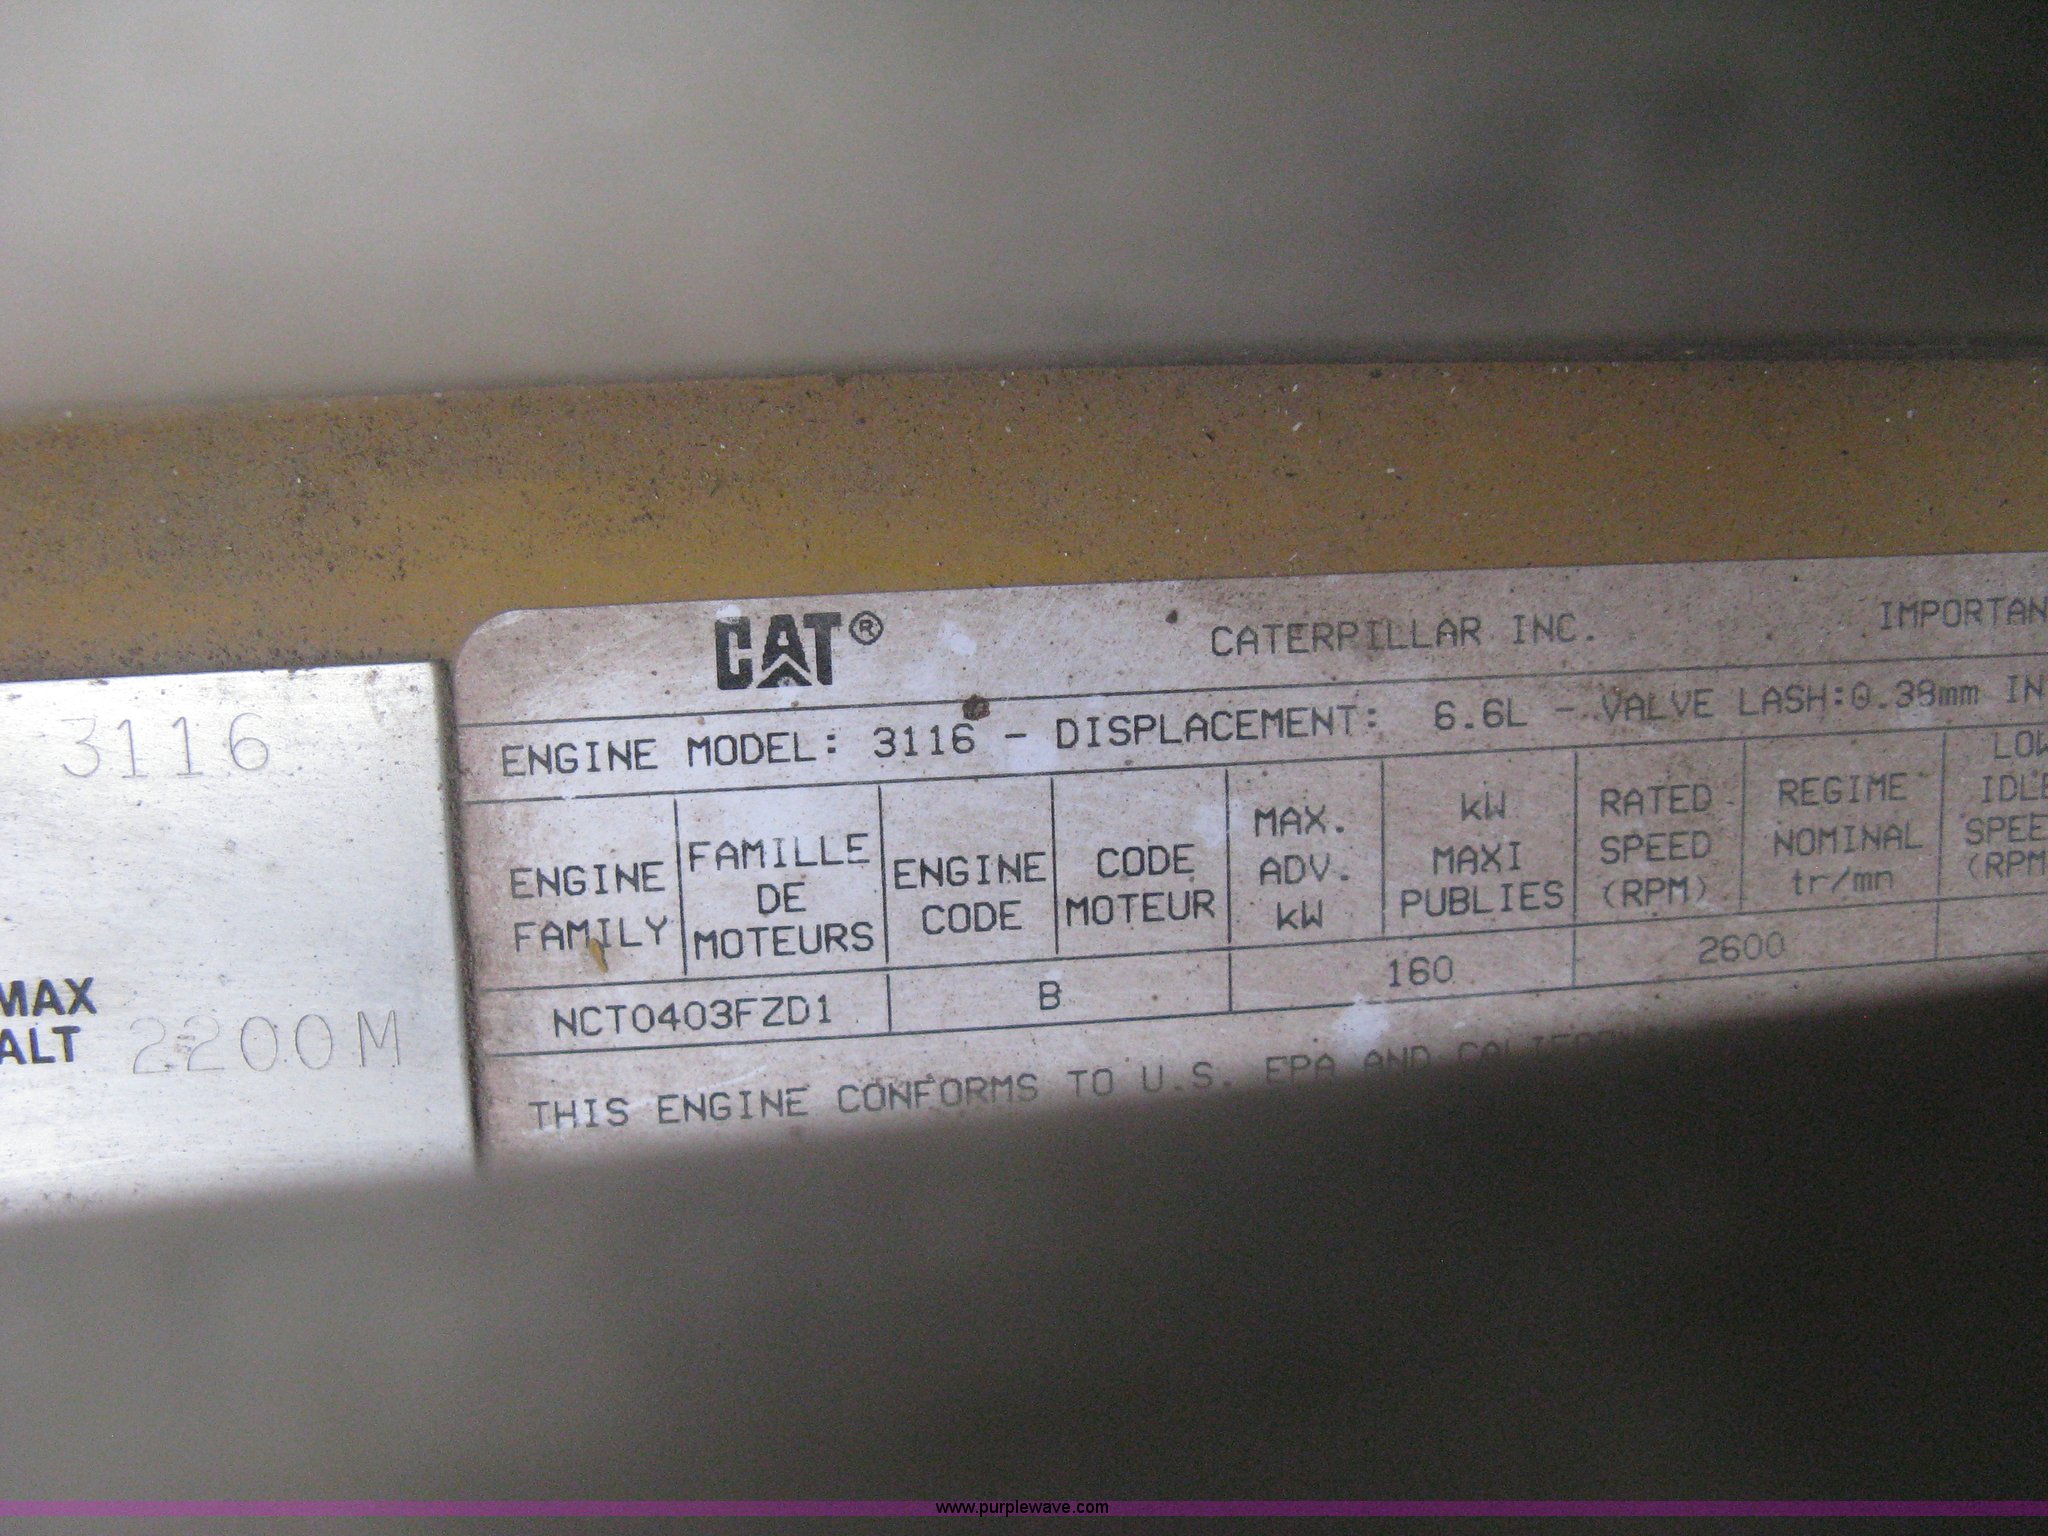 3116
MAX
ALT 2200M
CAT® CATERPILLAR INC. IMPORTAN
ENGINE MODEL: 3116 - DISPLACEMENT: 6.6L - VALVE LASH:0.38mm IN
ENGINE
FAMILY
FAMILLE
DE
MOTEURS
ENGINE
CODE
CODE
MOTEUR
MAX.
ADV.
kW
kW
MAXI
PUBLIES
RATED
SPEED
(RPM)
REGIME
NOMINAL
tr/mn
LOW
IDLE
SPEE
(RPM
NCT0403FZD1 B 160 2600
THIS ENGINE CONFORMS TO U.S. EPA AND
www.purplewave.com